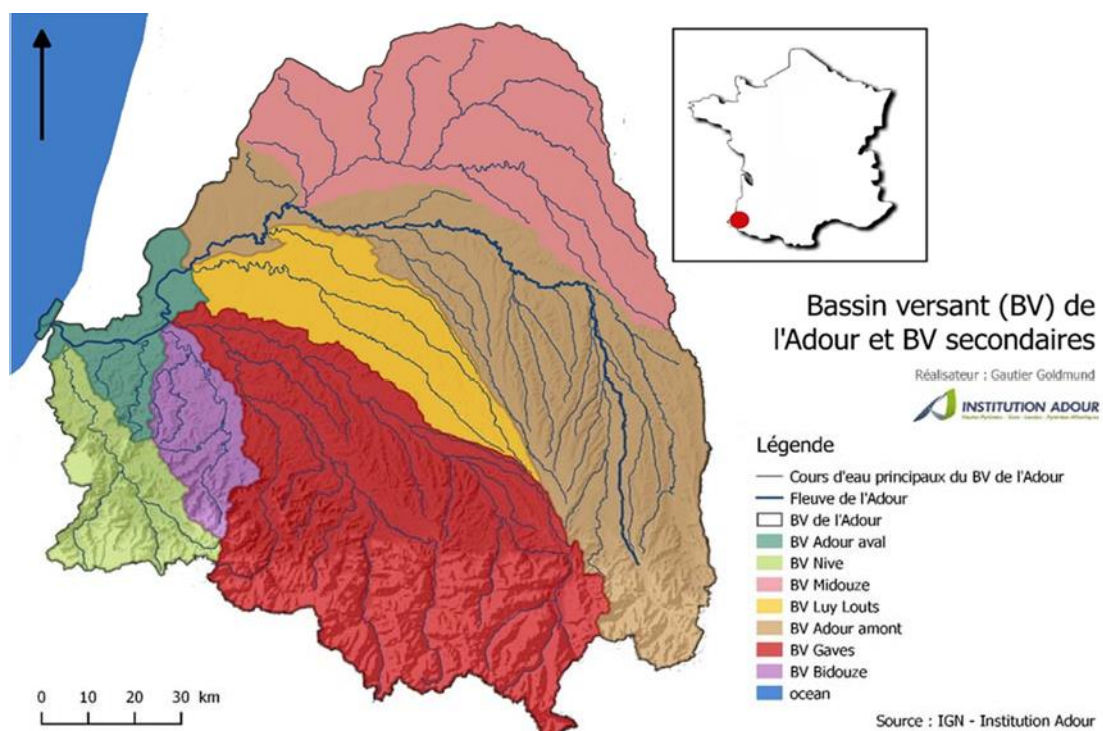 Bassin versant (BV) de
l'Adour et BV secondaires
Réalisateur : Gautier Goldmund
INSTITUTION ADOUR
Légende
Cours d'eau principaux du BV de l'Adour
Fleuve de l'Adour
BV de l'Adour
BV Adour aval
BV Nive
BV Midouze
BV Luy Louts
BV Adour amont
BV Gaves
BV Bidouze
ocean
0 10 20 30 km
Source : IGN - Institution Adour